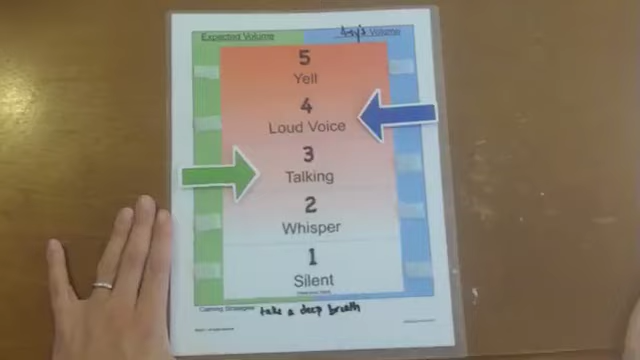 Expected Volume
Volume
5
Yell
4
Loud Voice
3
Talking
2
Whisper
1
Silent
Calming Strategies: take a deep breath